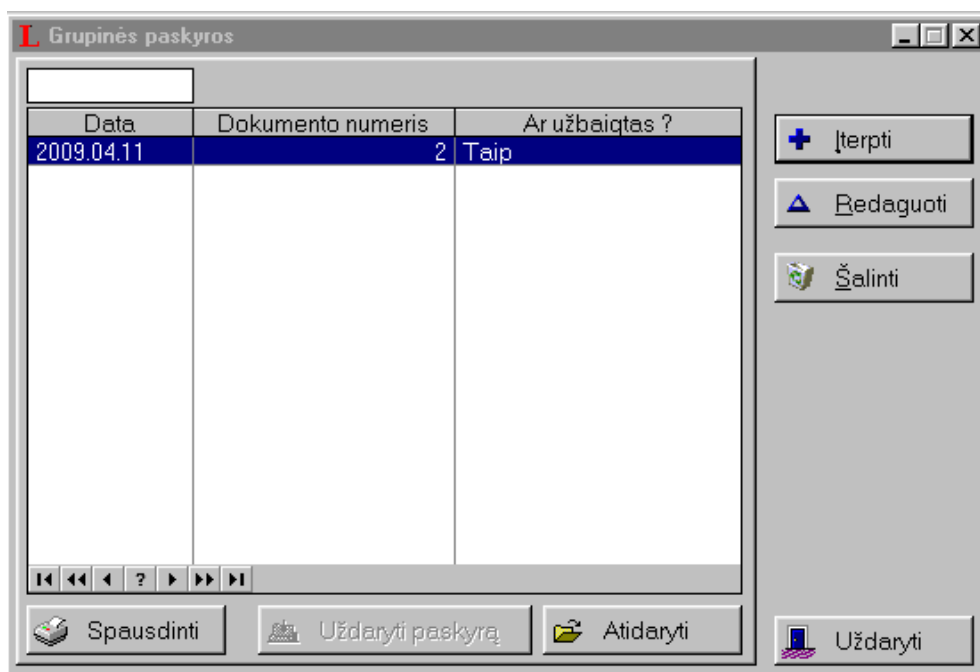 L Grupinės paskyros
Data Dokumento numeris Ar užbaigtas ?
2009.04.11 2 Taip
Įterpti
Redaguoti
Šalinti
?
Spausdinti Uždaryti paskyrą Atidaryti
Uždaryti